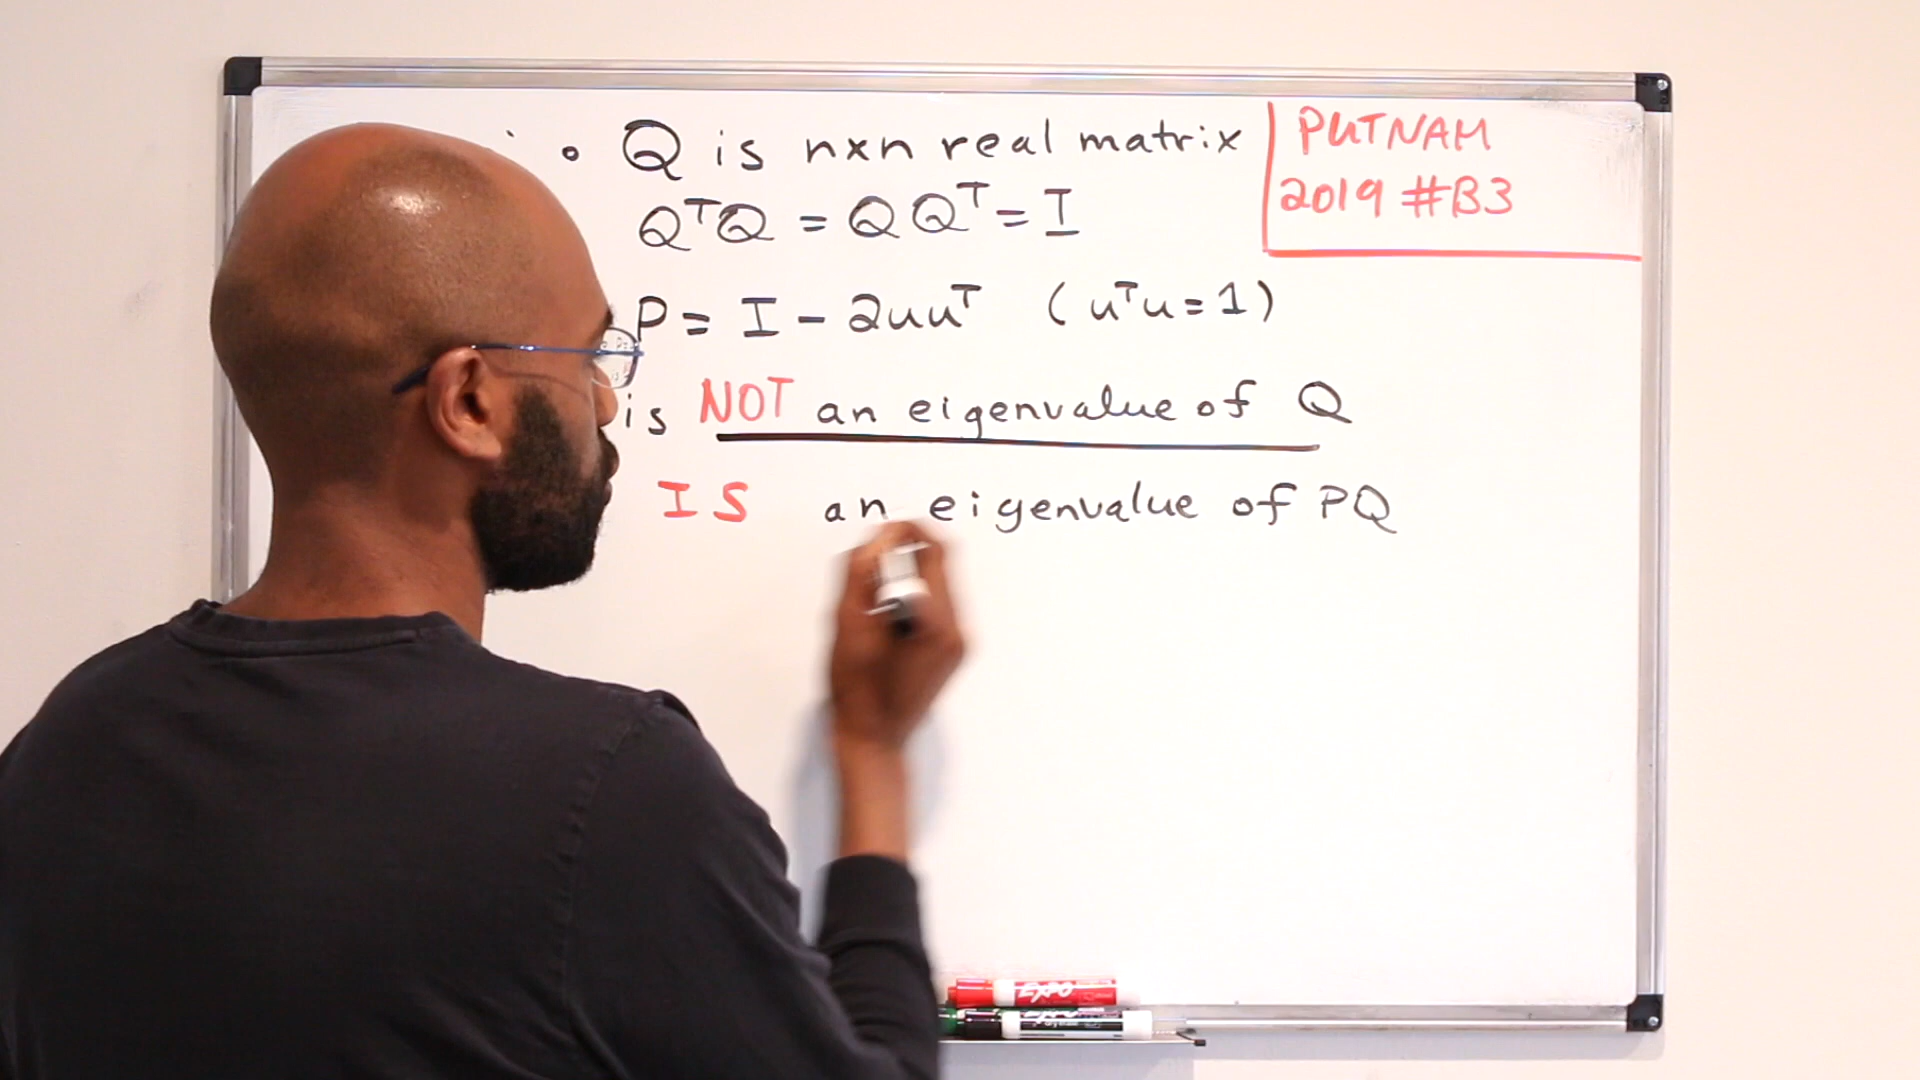 • Q is nxn real matrix
QᵀQ = QQᵀ = I
P = I - 2uuᵀ (uᵀu = 1)
is NOT an eigenvalue of Q
IS an eigenvalue of PQ
PUTNAM
2019 #B3
EXPO